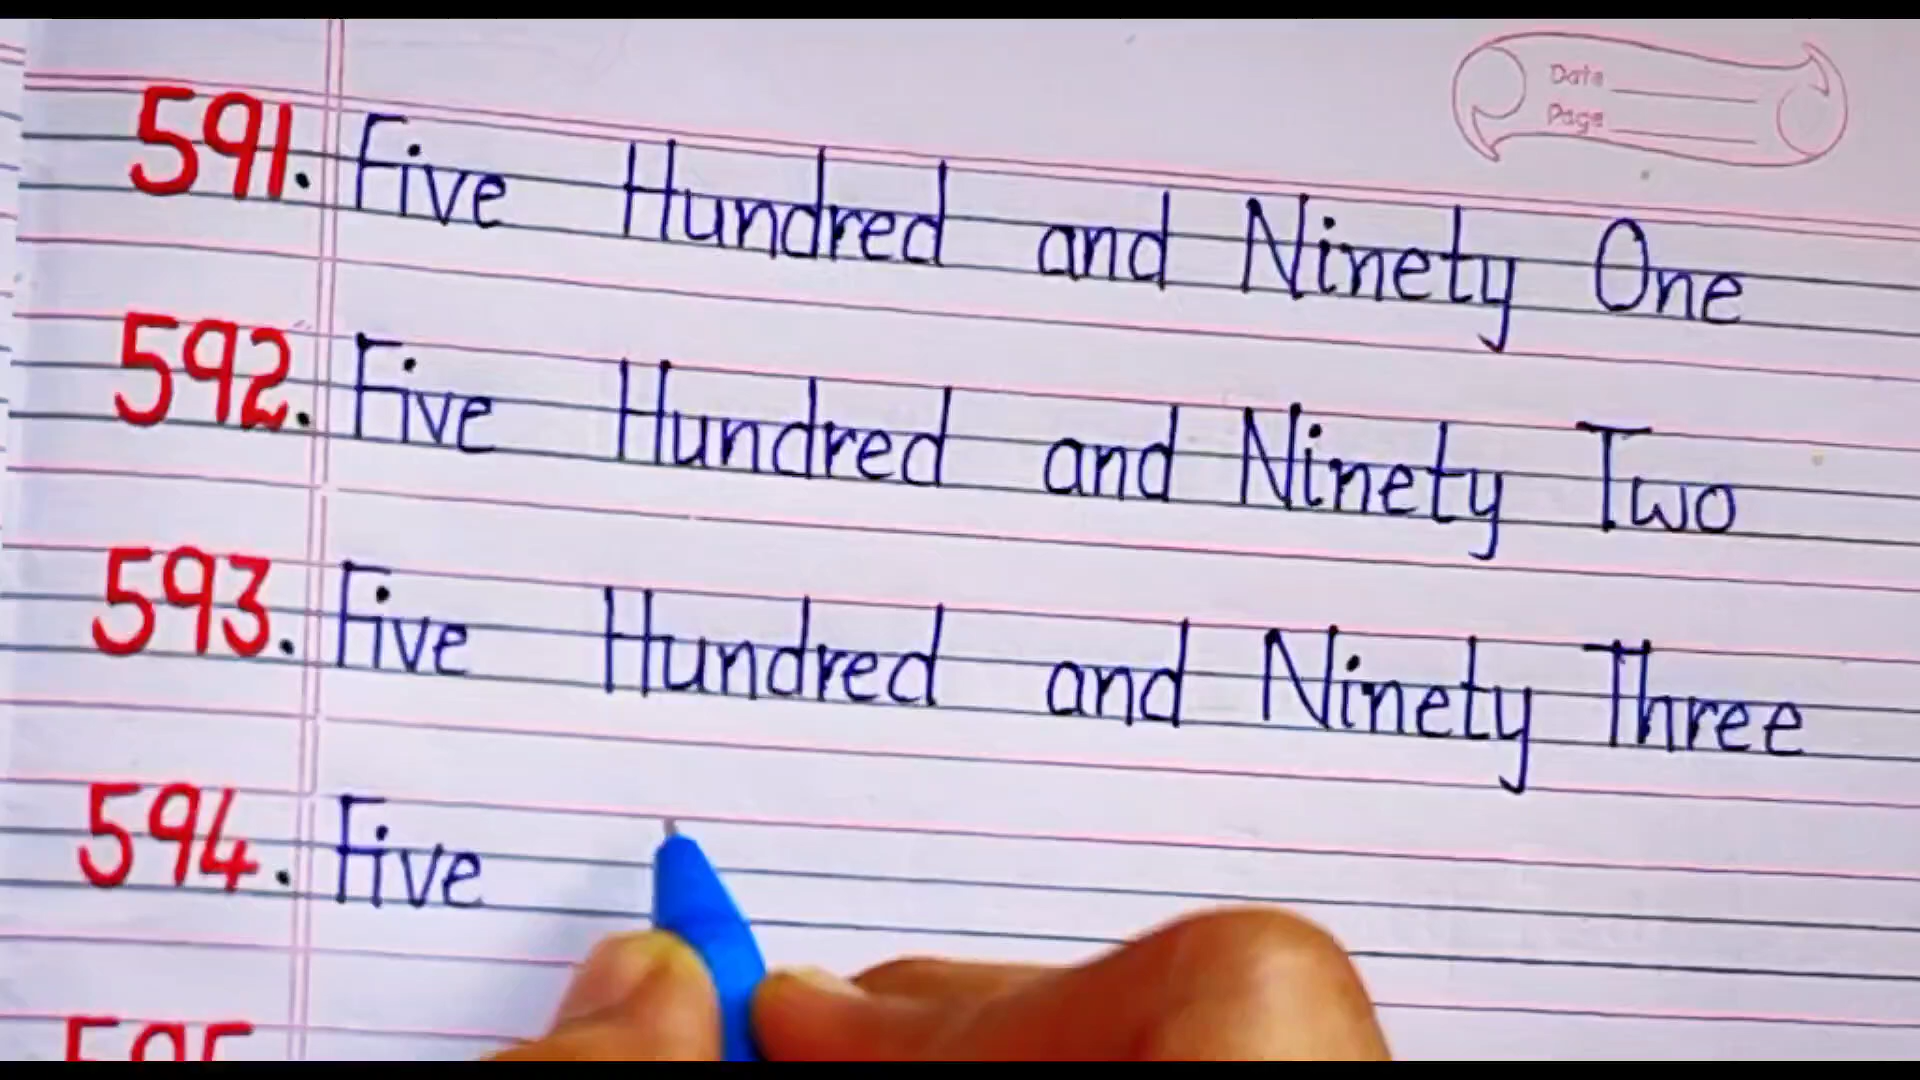 Date
Page
591. Five Hundred and Ninety One
592. Five Hundred and Ninety Two
593. Five Hundred and Ninety Three
594. Five
595